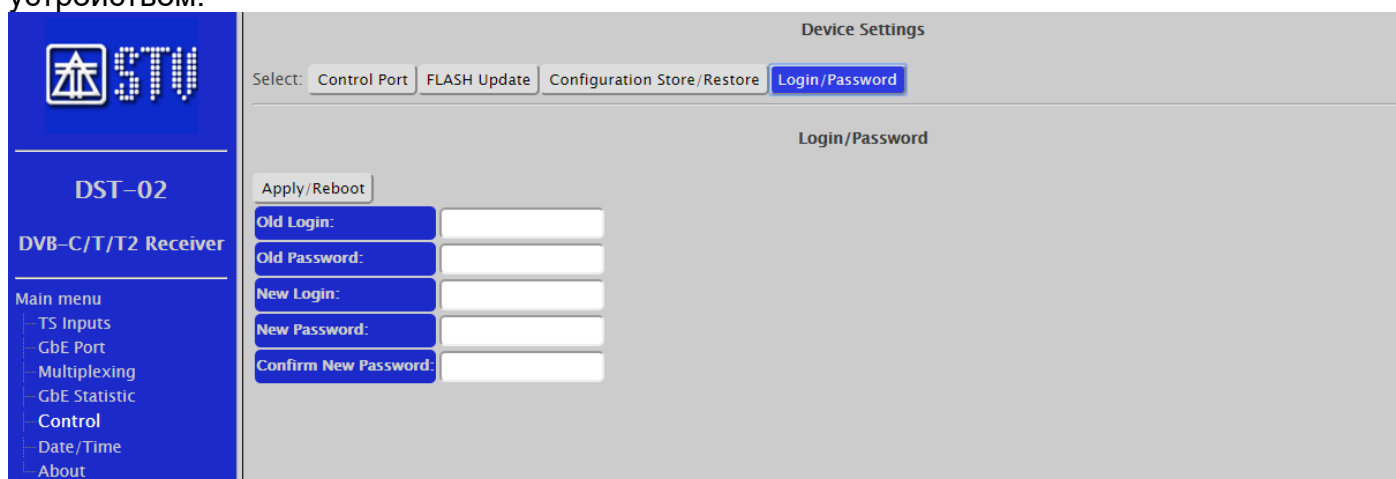 устройством.
STV
Device Settings
Select: Control Port FLASH Update Configuration Store/Restore Login/Password
Login/Password
DST-02
DVB-C/T/T2 Receiver
Apply/Reboot
Old Login:
Old Password:
New Login:
New Password:
Confirm New Password:
Main menu
TS Inputs
GbE Port
Multiplexing
GbE Statistic
Control
Date/Time
About